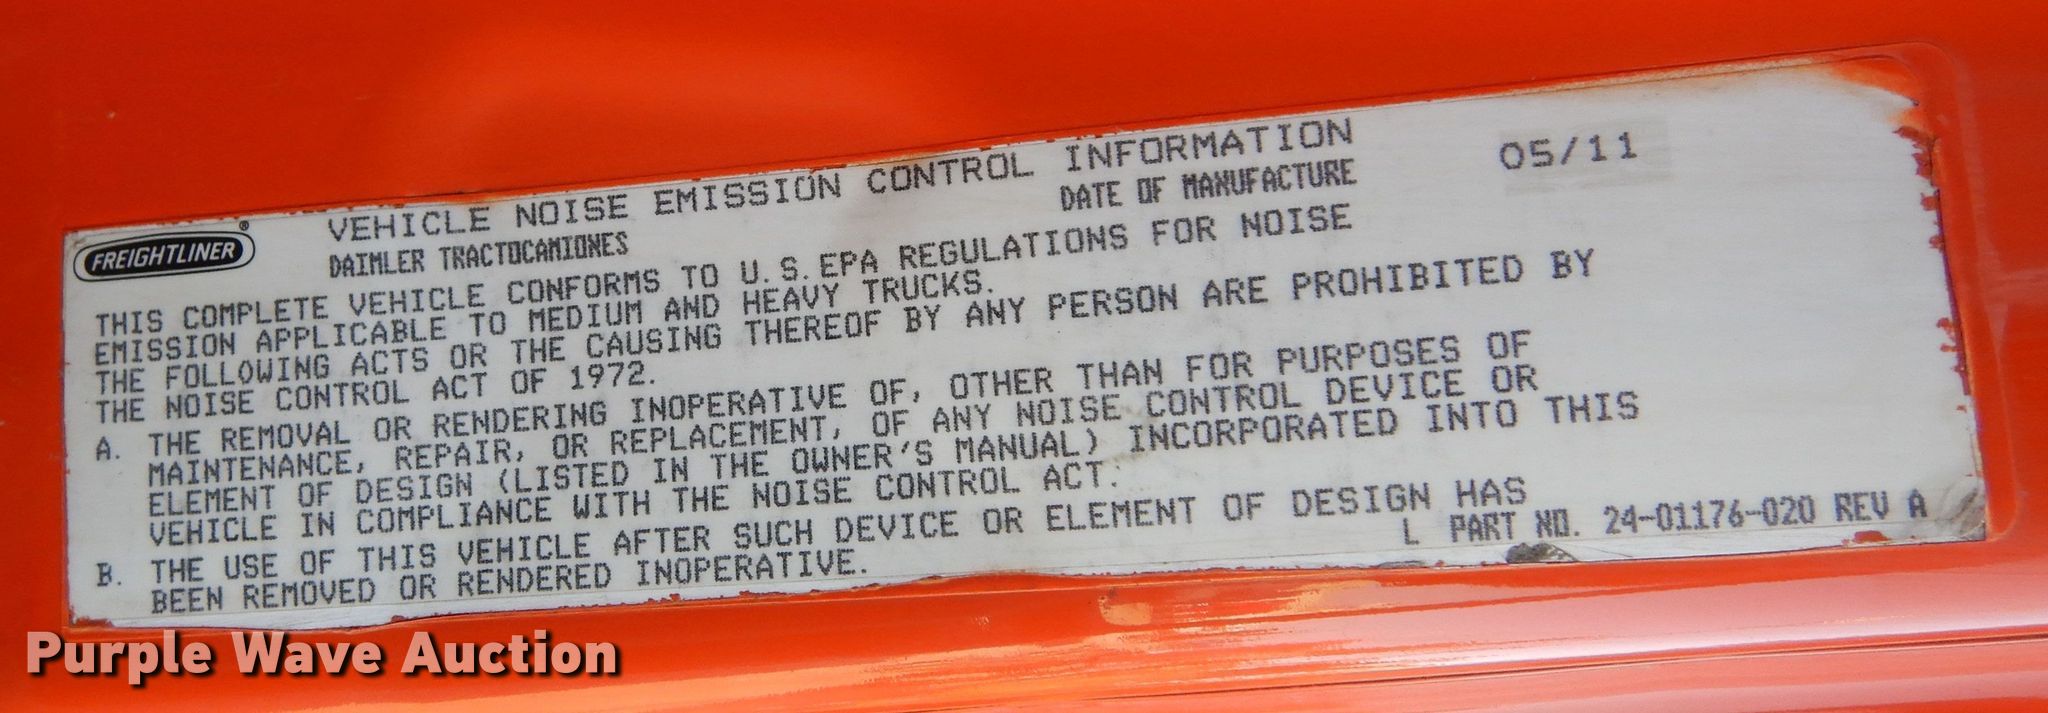 FREIGHTLINER®
VEHICLE NOISE EMISSION CONTROL INFORMATION
DAIMLER TRACTOCAMIONES
DATE OF MANUFACTURE 05/11
THIS COMPLETE VEHICLE CONFORMS TO U.S.EPA REGULATIONS FOR NOISE
EMISSION APPLICABLE TO MEDIUM AND HEAVY TRUCKS.
THE FOLLOWING ACTS OR THE CAUSING THEREOF BY ANY PERSON ARE PROHIBITED BY
THE NOISE CONTROL ACT OF 1972.
A. THE REMOVAL OR RENDERING INOPERATIVE OF, OTHER THAN FOR PURPOSES OF
MAINTENANCE, REPAIR, OR REPLACEMENT, OF ANY NOISE CONTROL DEVICE OR
ELEMENT OF DESIGN (LISTED IN THE OWNER'S MANUAL) INCORPORATED INTO THIS
VEHICLE IN COMPLIANCE WITH THE NOISE CONTROL ACT.
B. THE USE OF THIS VEHICLE AFTER SUCH DEVICE OR ELEMENT OF DESIGN HAS
BEEN REMOVED OR RENDERED INOPERATIVE.
L PART NO. 24-01176-020 REV A
Purple Wave Auction